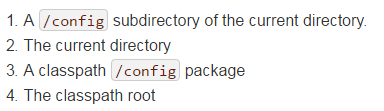 1. A /config subdirectory of the current directory.
2. The current directory
3. A classpath /config package
4. The classpath root